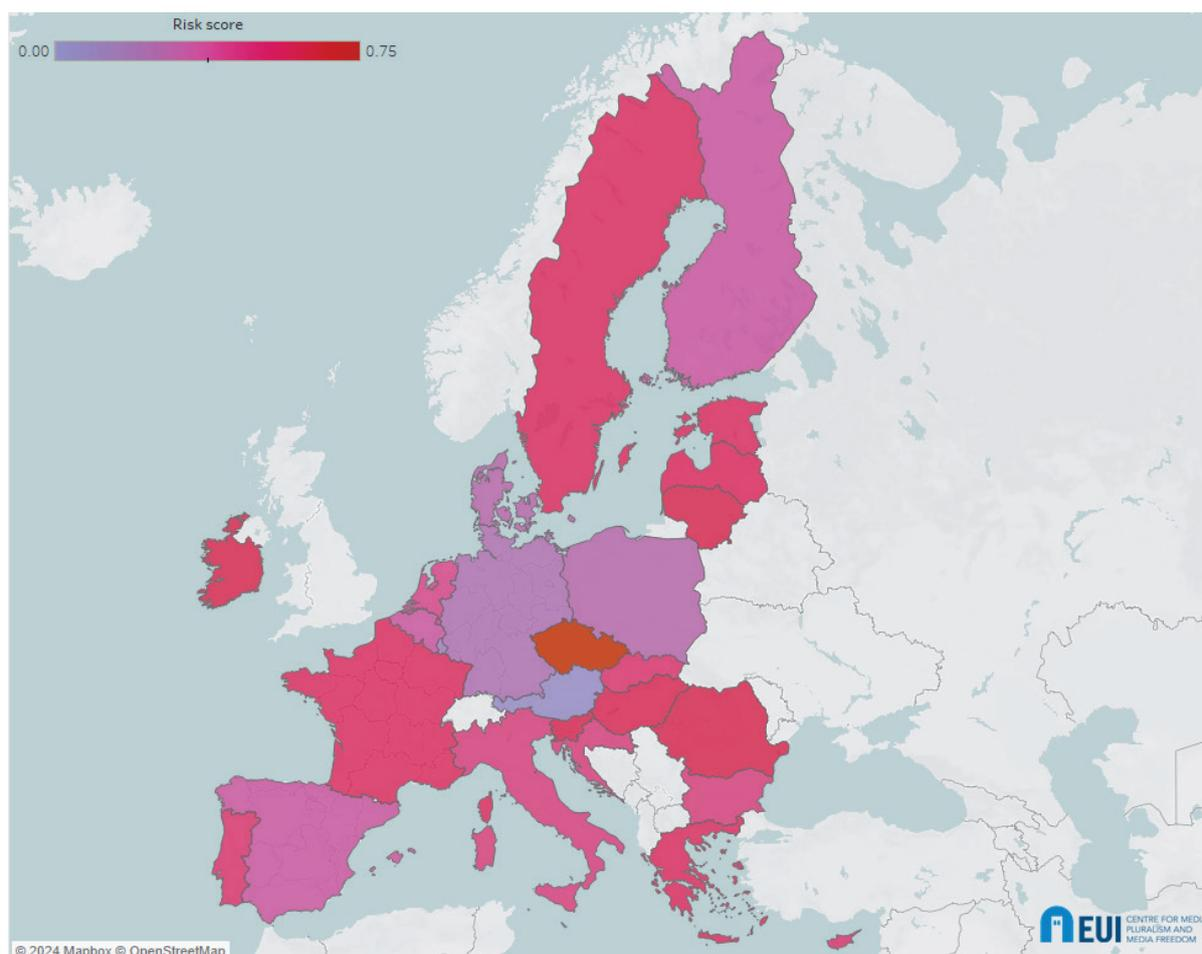 Risk score
0.00
0.75
EUI
CENTRE FOR MEDI
PLURALISM AND
MEDIA FREEDOM
© 2024 Mapbox © OpenStreetMap